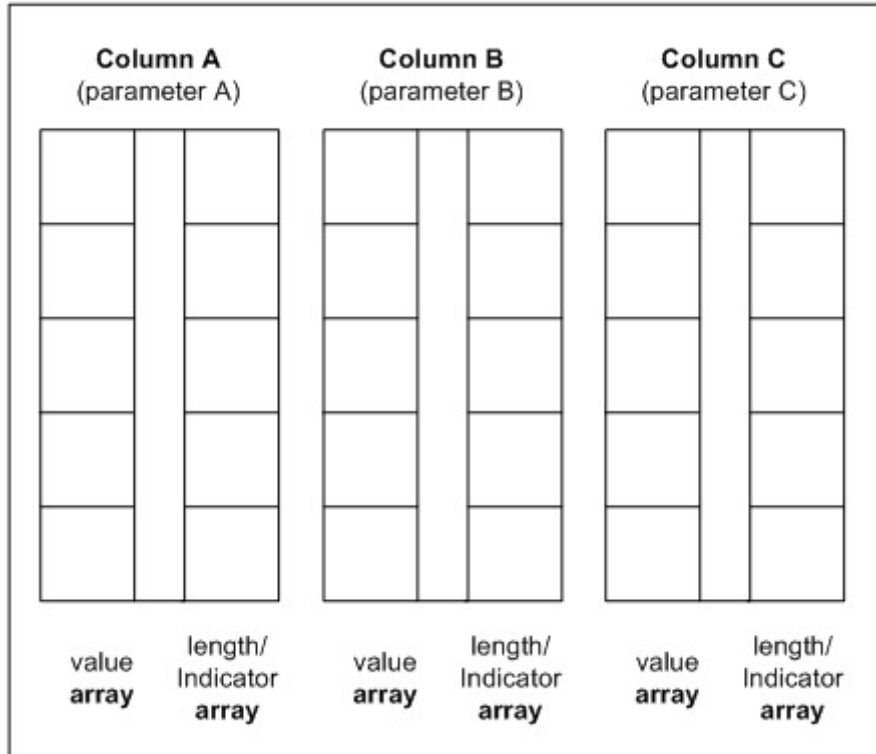 Column A
(parameter A)
Column B
(parameter B)
Column C
(parameter C)
value
array
length/
Indicator
array
value
array
length/
Indicator
array
value
array
length/
Indicator
array